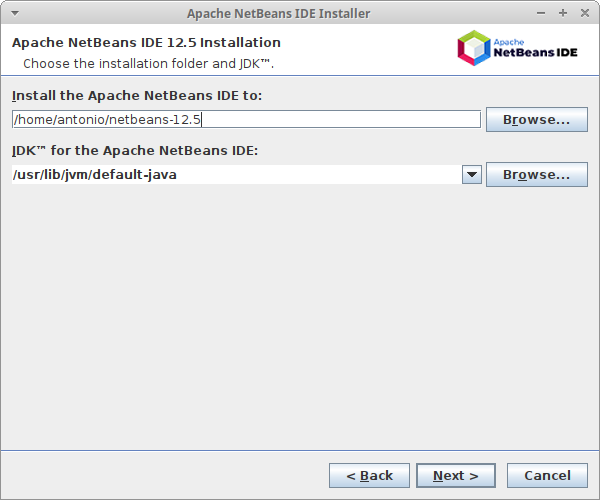 Apache NetBeans IDE Installer
Apache NetBeans IDE 12.5 Installation
Choose the installation folder and JDK™.
Apache
NetBeans IDE
Install the Apache NetBeans IDE to:
/home/antonio/netbeans-12.5
Browse...
JDK™ for the Apache NetBeans IDE:
/usr/lib/jvm/default-java
Browse...
< Back
Next >
Cancel